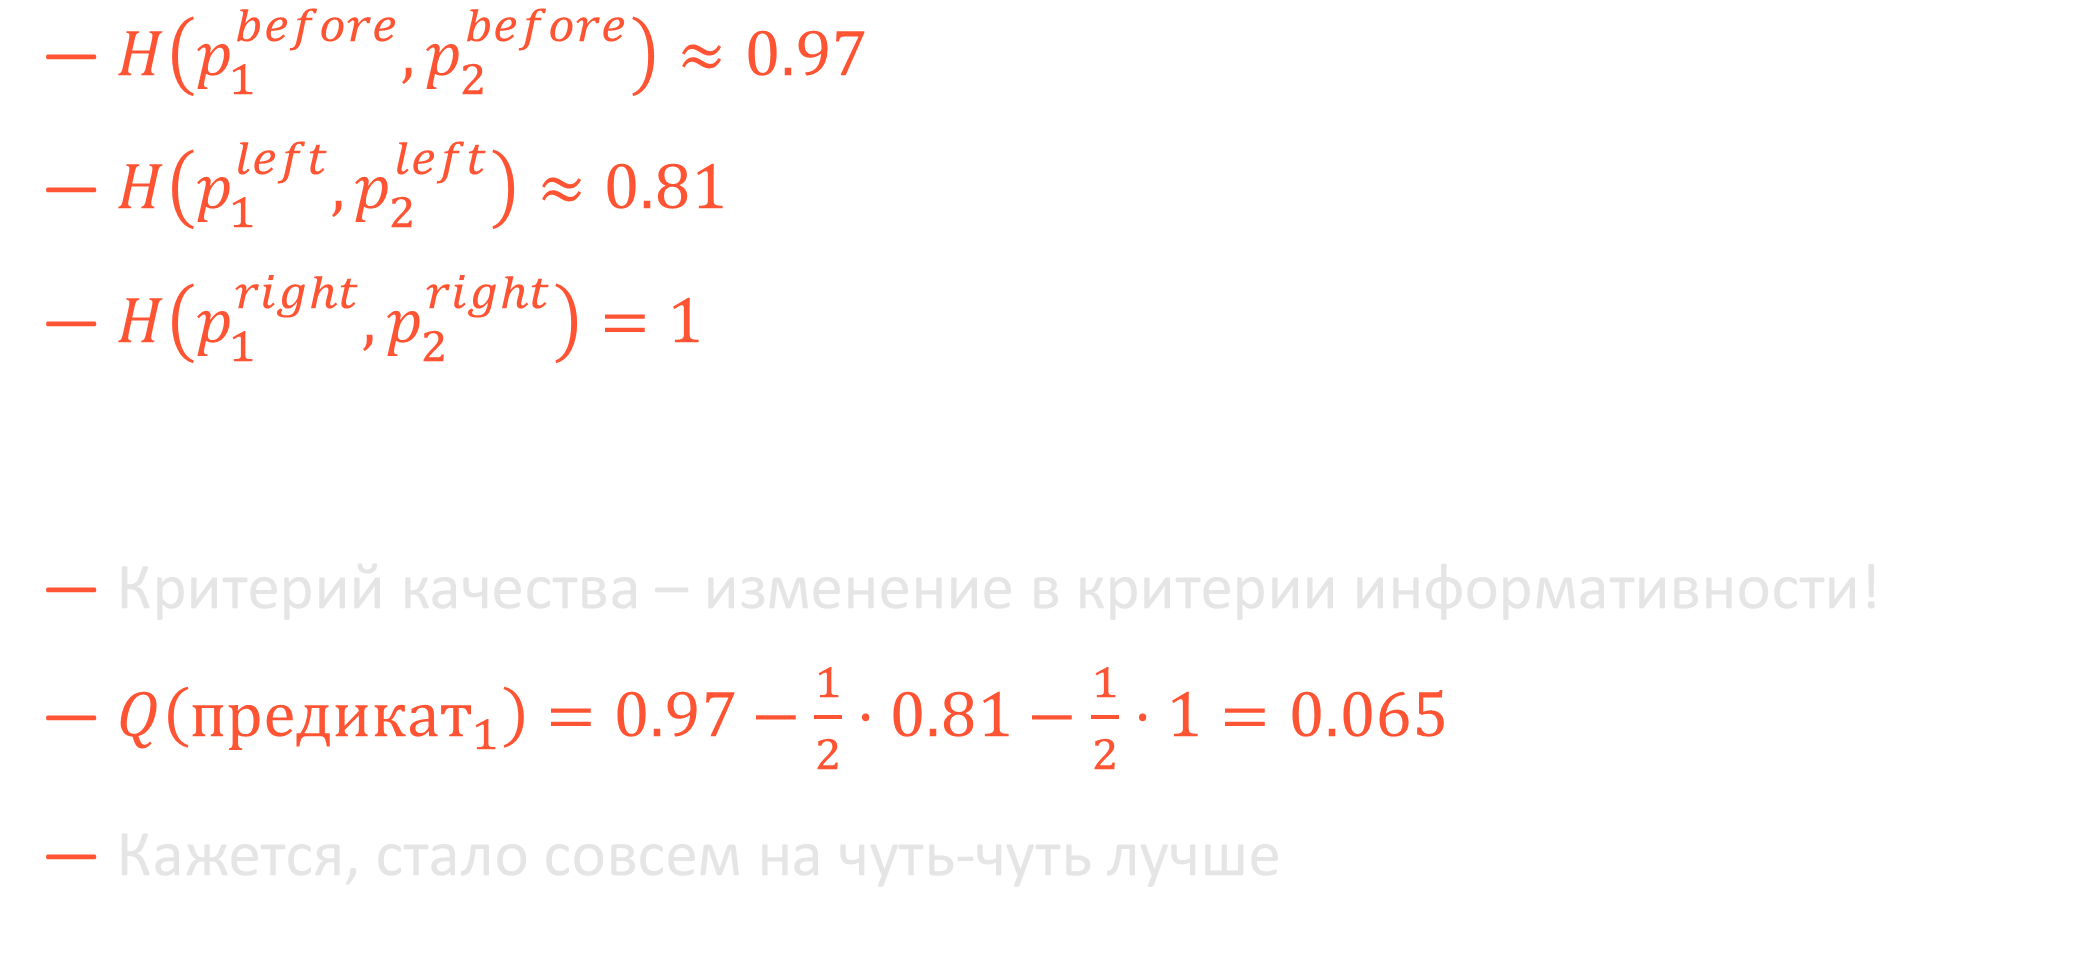 — H(p₁^before, p₂^before) ≈ 0.97
— H(p₁^left, p₂^left) ≈ 0.81
— H(p₁^right, p₂^right) = 1
— Критерий качества – изменение в критерии информативности!
— Q(предикат₁) = 0.97 − 1/2 · 0.81 − 1/2 · 1 = 0.065
— Кажется, стало совсем на чуть-чуть лучше